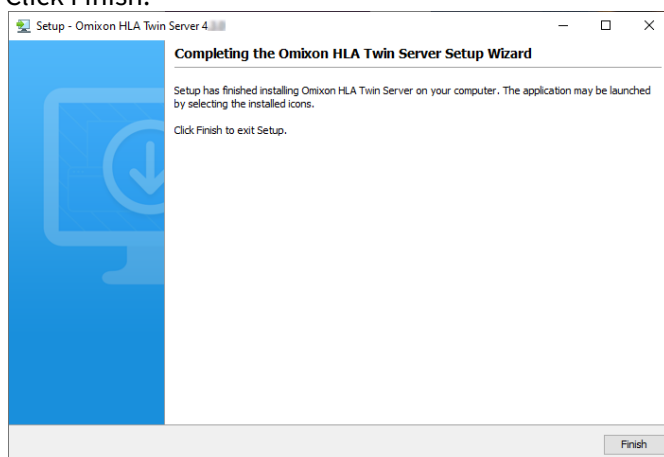 Click Finish.
Setup - Omixon HLA Twin Server 4
Completing the Omixon HLA Twin Server Setup Wizard
Setup has finished installing Omixon HLA Twin Server on your computer. The application may be launched
by selecting the installed icons.
Click Finish to exit Setup.
Finish